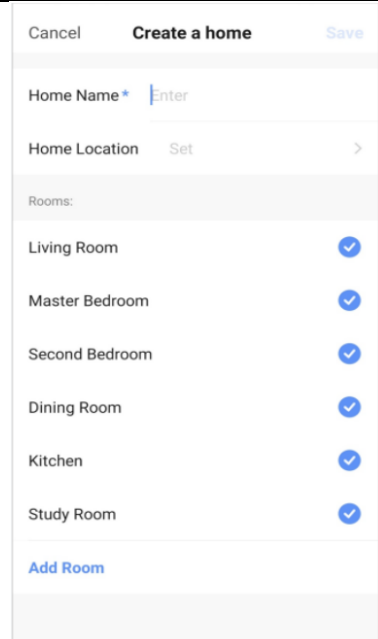 Cancel Create a home Save
Home Name* Enter
Home Location Set
Rooms:
Living Room
Master Bedroom
Second Bedroom
Dining Room
Kitchen
Study Room
Add Room